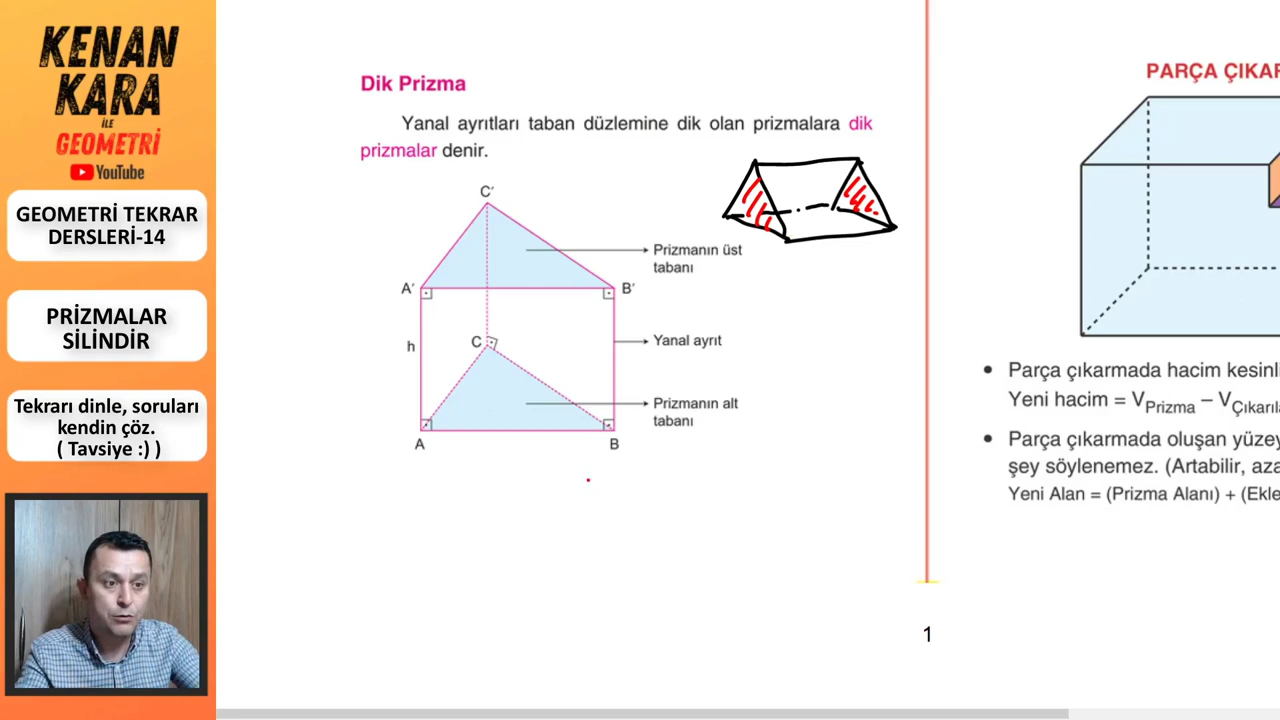 KENAN
KARA
İLE
GEOMETRİ
YouTube
GEOMETRİ TEKRAR
DERSLERİ-14
PRİZMALAR
SİLİNDİR
Tekrarı dinle, soruları
kendin çöz.
( Tavsiye :) )
Dik Prizma
Yanal ayrıtları taban düzlemine dik olan prizmalara dik
prizmalar denir.
C′
Prizmanın üst
tabanı
A′
B′
C
Yanal ayrıt
h
Prizmanın alt
tabanı
A
B
PARÇA ÇIKAR
• Parça çıkarmada hacim kesinli
Yeni hacim = VPrizma – VÇıkarıla
• Parça çıkarmada oluşan yüzey
şey söylenemez. (Artabilir, aza
Yeni Alan = (Prizma Alanı) + (Ekle
1